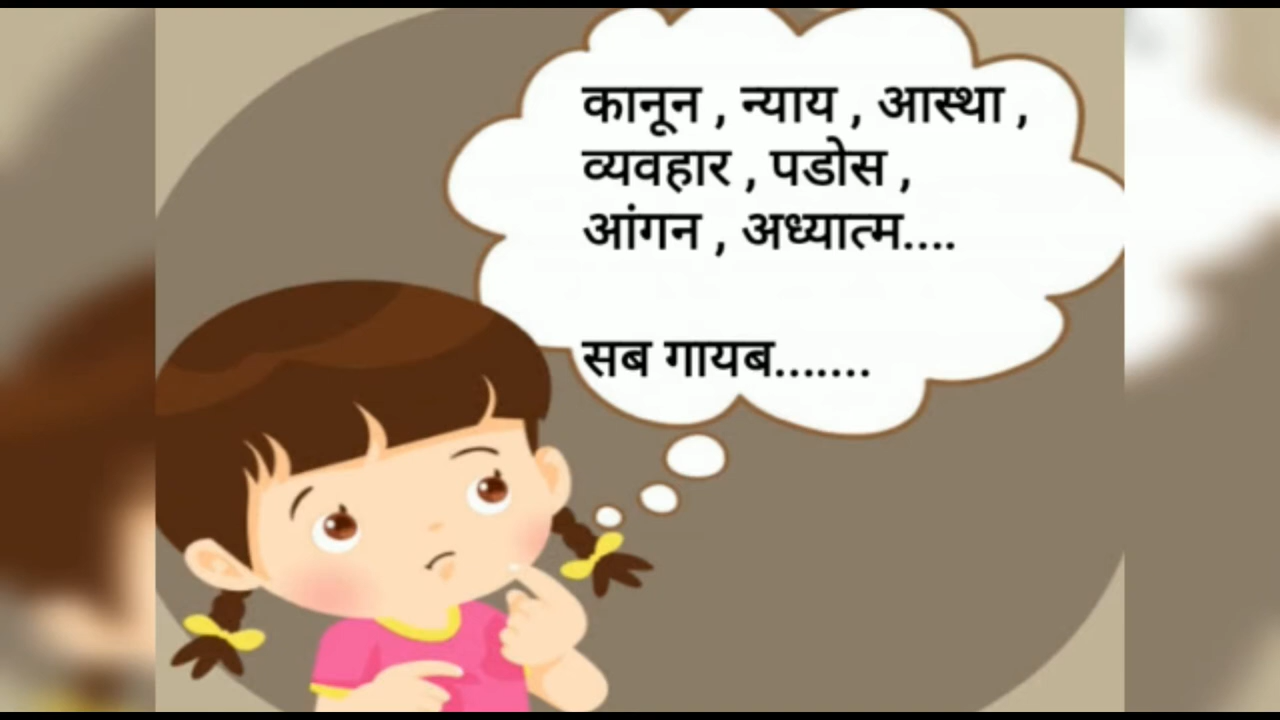 कानून , न्याय , आस्था ,
व्यवहार , पडोस ,
आंगन , अध्यात्म....
सब गायब.......